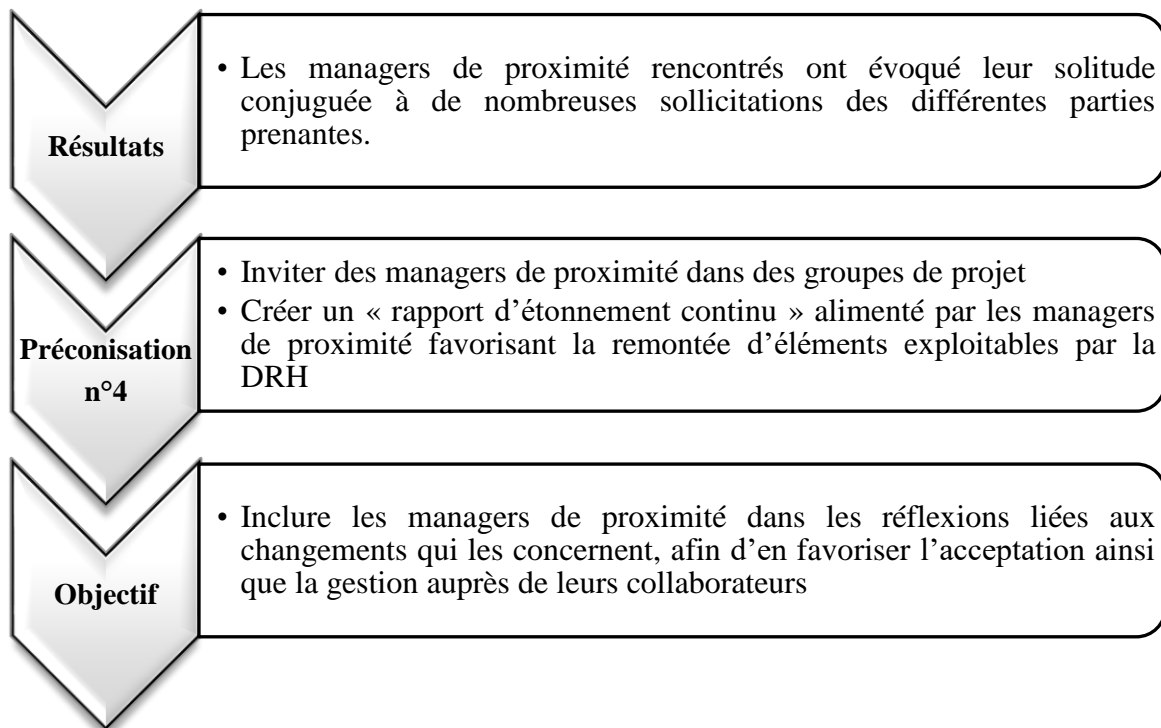 Résultats
• Les managers de proximité rencontrés ont évoqué leur solitude
conjuguée à de nombreuses sollicitations des différentes parties
prenantes.
Préconisation
n°4
• Inviter des managers de proximité dans des groupes de projet
• Créer un « rapport d’étonnement continu » alimenté par les managers
de proximité favorisant la remontée d’éléments exploitables par la
DRH
Objectif
• Inclure les managers de proximité dans les réflexions liées aux
changements qui les concernent, afin d’en favoriser l’acceptation ainsi
que la gestion auprès de leurs collaborateurs